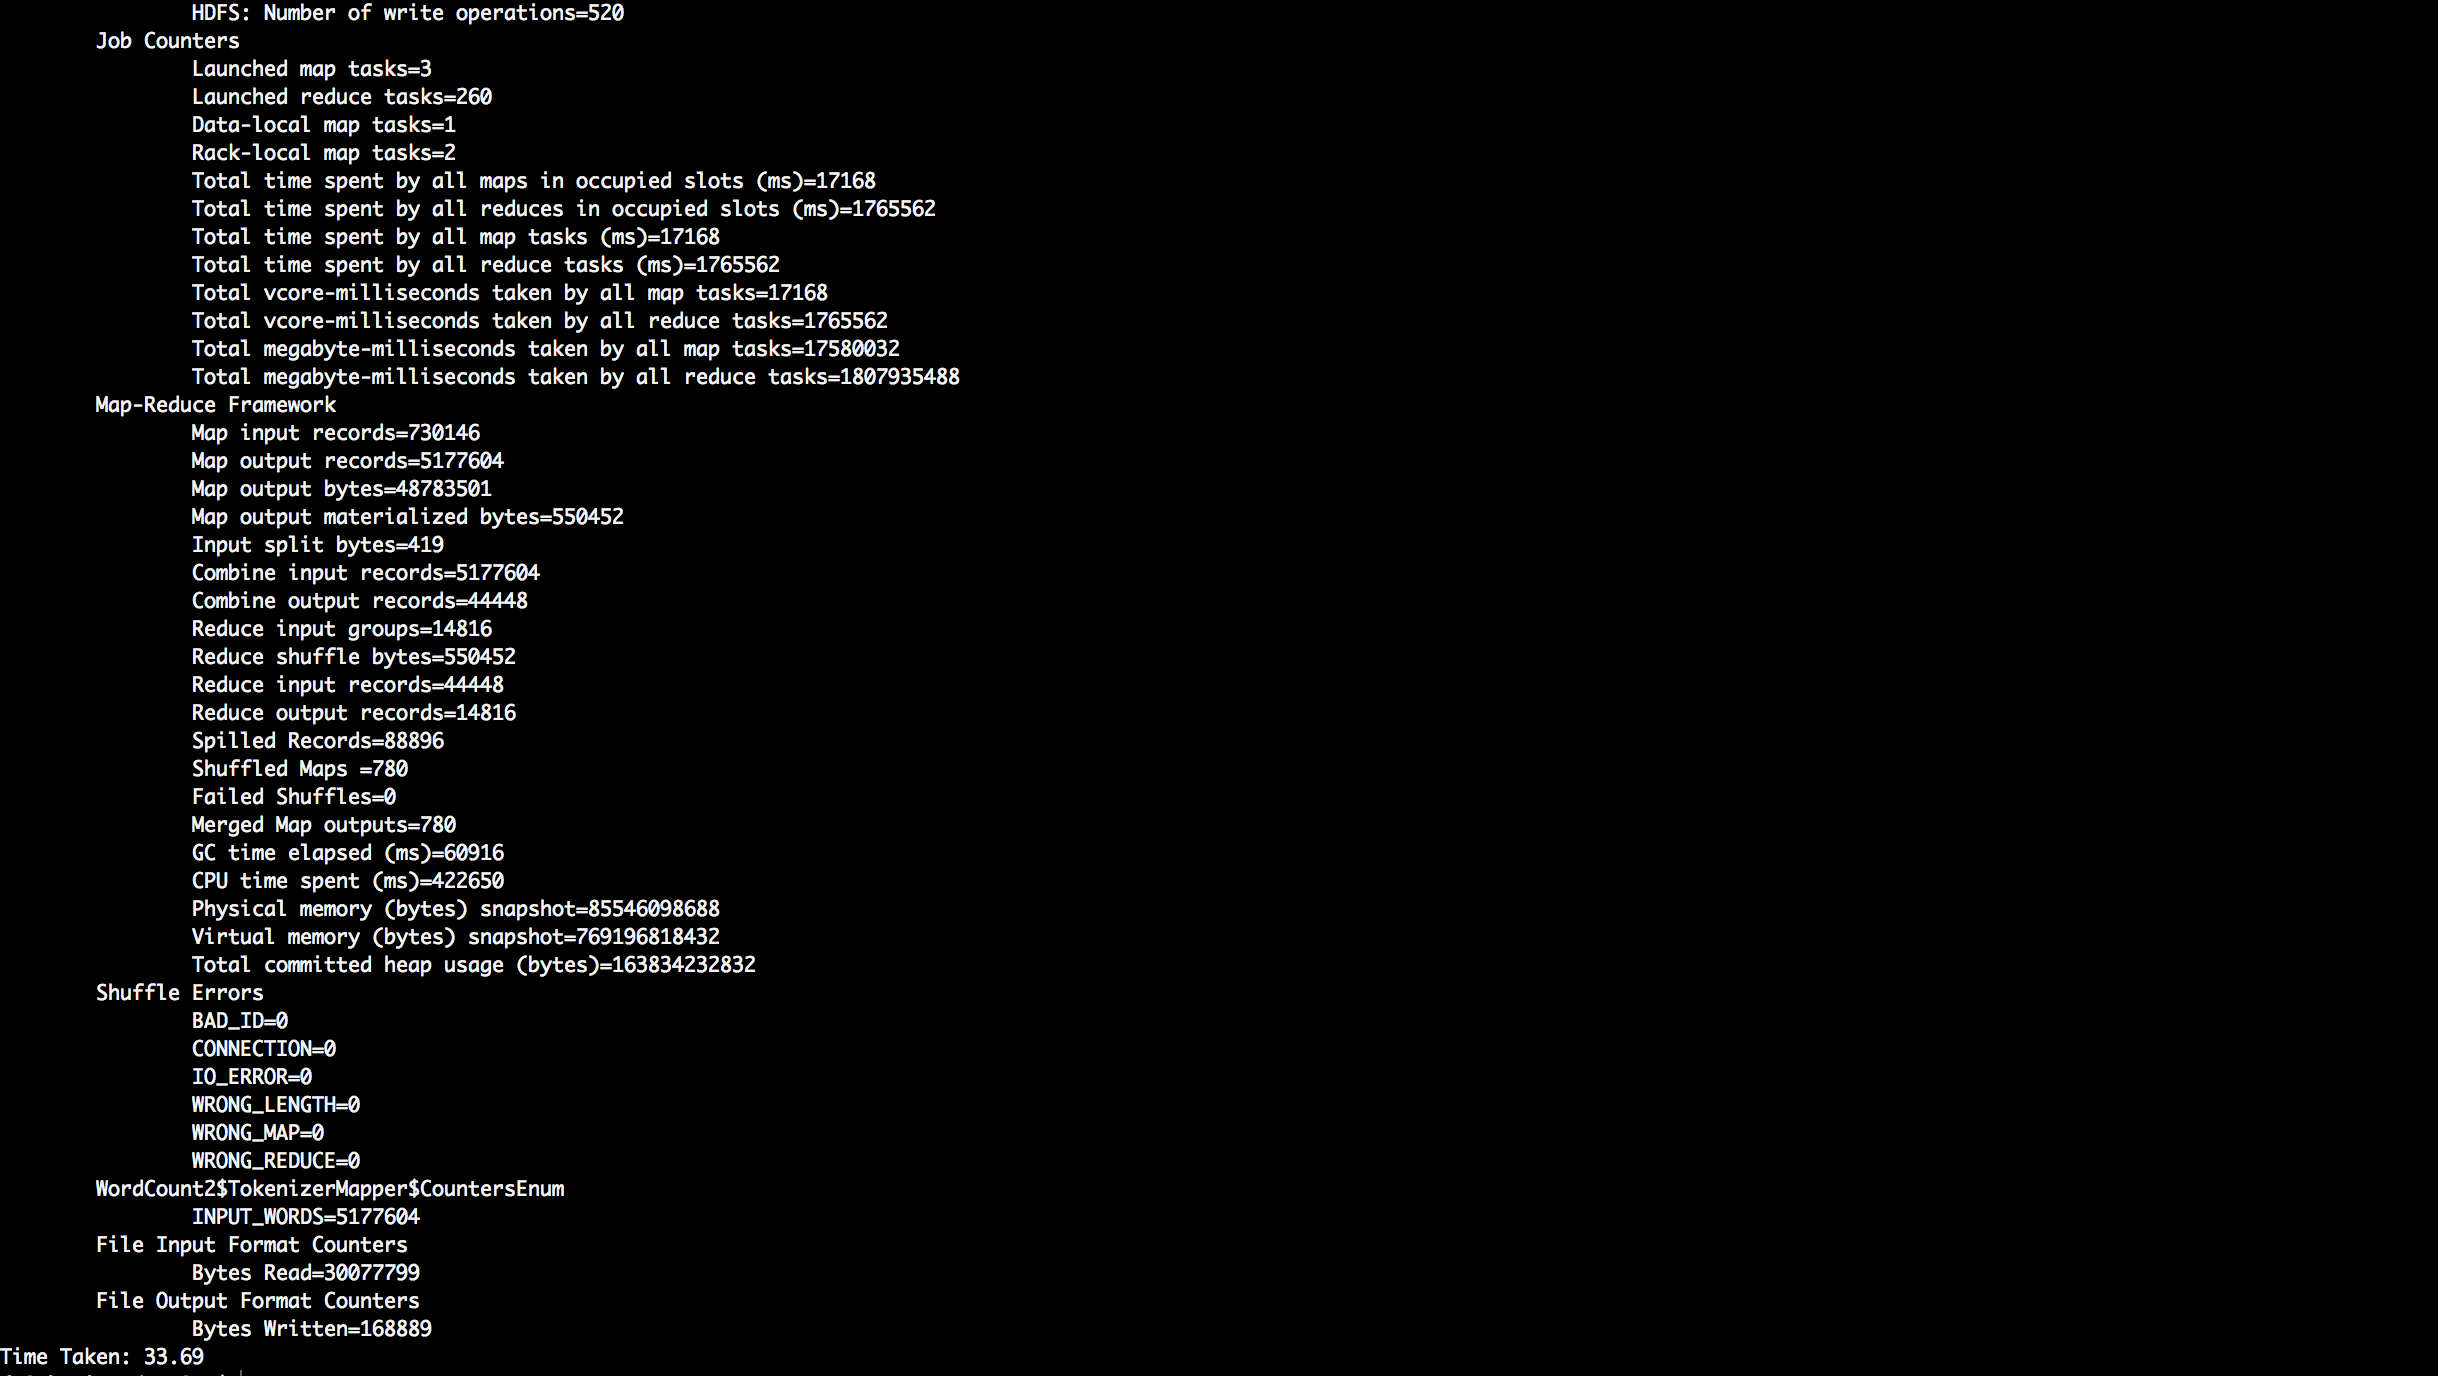 HDFS: Number of write operations=520
Job Counters
Launched map tasks=3
Launched reduce tasks=260
Data-local map tasks=1
Rack-local map tasks=2
Total time spent by all maps in occupied slots (ms)=17168
Total time spent by all reduces in occupied slots (ms)=1765562
Total time spent by all map tasks (ms)=17168
Total time spent by all reduce tasks (ms)=1765562
Total vcore-milliseconds taken by all map tasks=17168
Total vcore-milliseconds taken by all reduce tasks=1765562
Total megabyte-milliseconds taken by all map tasks=17580032
Total megabyte-milliseconds taken by all reduce tasks=1807935488
Map-Reduce Framework
Map input records=730146
Map output records=5177604
Map output bytes=48783501
Map output materialized bytes=550452
Input split bytes=419
Combine input records=5177604
Combine output records=44448
Reduce input groups=14816
Reduce shuffle bytes=550452
Reduce input records=44448
Reduce output records=14816
Spilled Records=88896
Shuffled Maps =780
Failed Shuffles=0
Merged Map outputs=780
GC time elapsed (ms)=60916
CPU time spent (ms)=422650
Physical memory (bytes) snapshot=85546098688
Virtual memory (bytes) snapshot=769196818432
Total committed heap usage (bytes)=163834232832
Shuffle Errors
BAD_ID=0
CONNECTION=0
IO_ERROR=0
WRONG_LENGTH=0
WRONG_MAP=0
WRONG_REDUCE=0
WordCount2$TokenizerMapper$CountersEnum
INPUT_WORDS=5177604
File Input Format Counters
Bytes Read=30077799
File Output Format Counters
Bytes Written=168889
Time Taken: 33.69